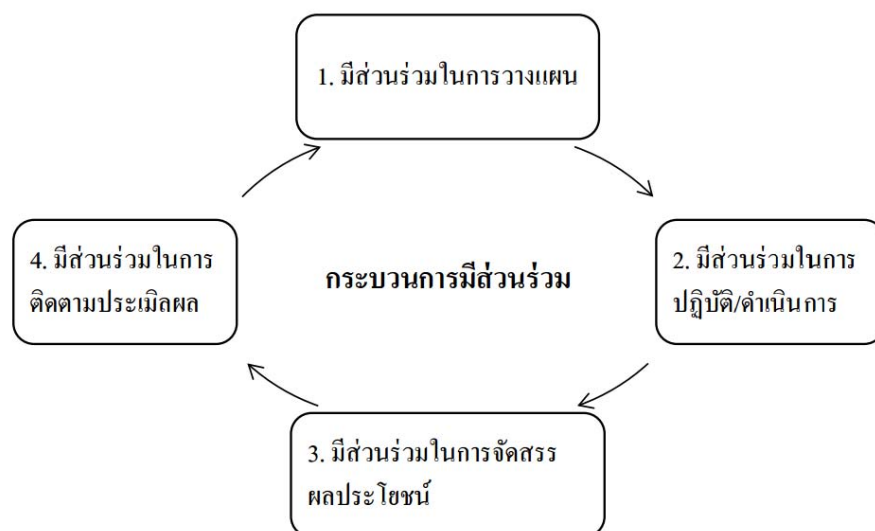 1. มีส่วนร่วมในการวางแผน
2. มีส่วนร่วมในการ
ปฏิบัติ/ดำเนินการ
3. มีส่วนร่วมในการจัดสรร
ผลประโยชน์
4. มีส่วนร่วมในการ
ติดตามประเมิลผล
กระบวนการมีส่วนร่วม